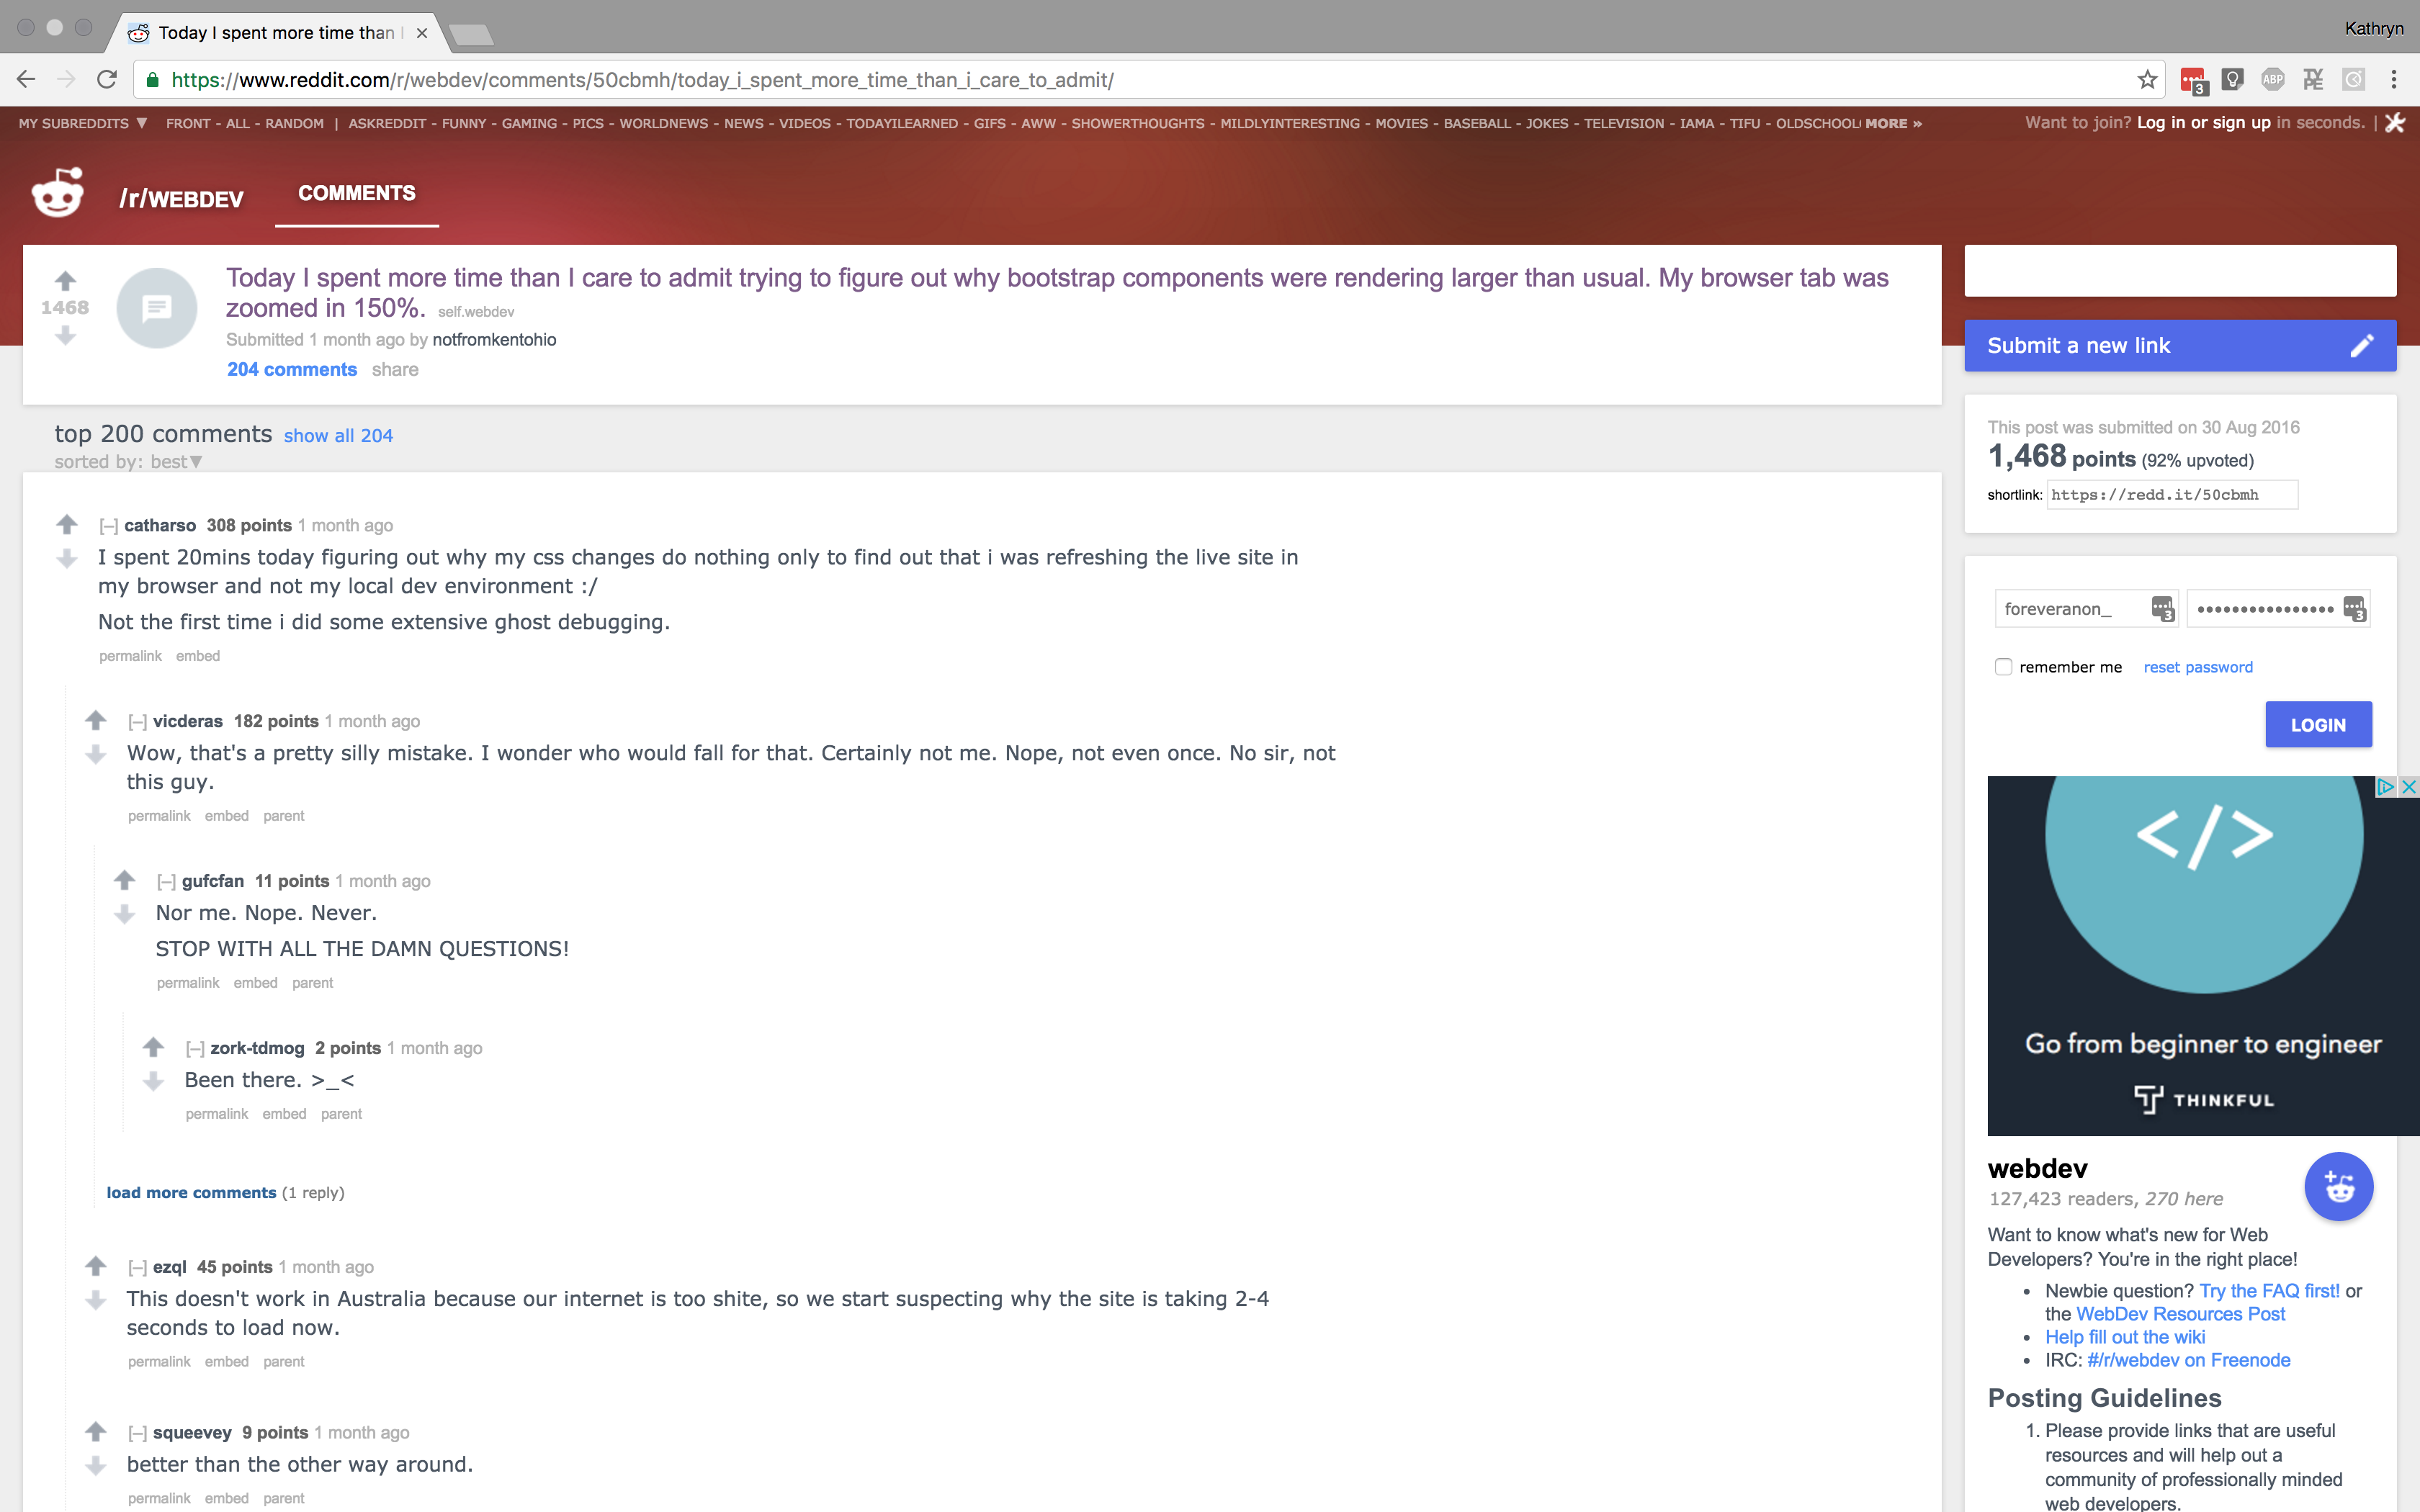 Today I spent more time than I
Kathryn
https://www.reddit.com/r/webdev/comments/50cbmh/today_i_spent_more_time_than_i_care_to_admit/
3
ABP
TYPE
MY SUBREDDITS ▼ FRONT - ALL - RANDOM | ASKREDDIT - FUNNY - GAMING - PICS - WORLDNEWS - NEWS - VIDEOS - TODAYILEARNED - GIFS - AWW - SHOWERTHOUGHTS - MILDLYINTERESTING - MOVIES - BASEBALL - JOKES - TELEVISION - IAMA - TIFU - OLDSCHOOL MORE »
Want to join? Log in or sign up in seconds. |
/r/WEBDEV
COMMENTS
1468
Today I spent more time than I care to admit trying to figure out why bootstrap components were rendering larger than usual. My browser tab was
zoomed in 150%. self.webdev
Submitted 1 month ago by notfromkentohio
204 comments share
top 200 comments show all 204
sorted by: best▼
[–] catharso 308 points 1 month ago
I spent 20mins today figuring out why my css changes do nothing only to find out that i was refreshing the live site in
my browser and not my local dev environment :/
Not the first time i did some extensive ghost debugging.
permalink embed
[–] vicderas 182 points 1 month ago
Wow, that's a pretty silly mistake. I wonder who would fall for that. Certainly not me. Nope, not even once. No sir, not
this guy.
permalink embed parent
[–] gufcfan 11 points 1 month ago
Nor me. Nope. Never.
STOP WITH ALL THE DAMN QUESTIONS!
permalink embed parent
[–] zork-tdmog 2 points 1 month ago
Been there. >_<
permalink embed parent
load more comments (1 reply)
[–] ezql 45 points 1 month ago
This doesn't work in Australia because our internet is too shite, so we start suspecting why the site is taking 2-4
seconds to load now.
permalink embed parent
[–] squeevey 9 points 1 month ago
better than the other way around.
permalink embed parent
Submit a new link
This post was submitted on 30 Aug 2016
1,468 points (92% upvoted)
shortlink: https://redd.it/50cbmh
foreveranon_ 3 •••••••••••••••• 3
remember me reset password
LOGIN
</>
Go from beginner to engineer
THINKFUL
webdev
127,423 readers, 270 here
Want to know what's new for Web
Developers? You're in the right place!
• Newbie question? Try the FAQ first! or
the WebDev Resources Post
• Help fill out the wiki
• IRC: #/r/webdev on Freenode
Posting Guidelines
1. Please provide links that are useful
resources and will help out a
community of professionally minded
web developers.